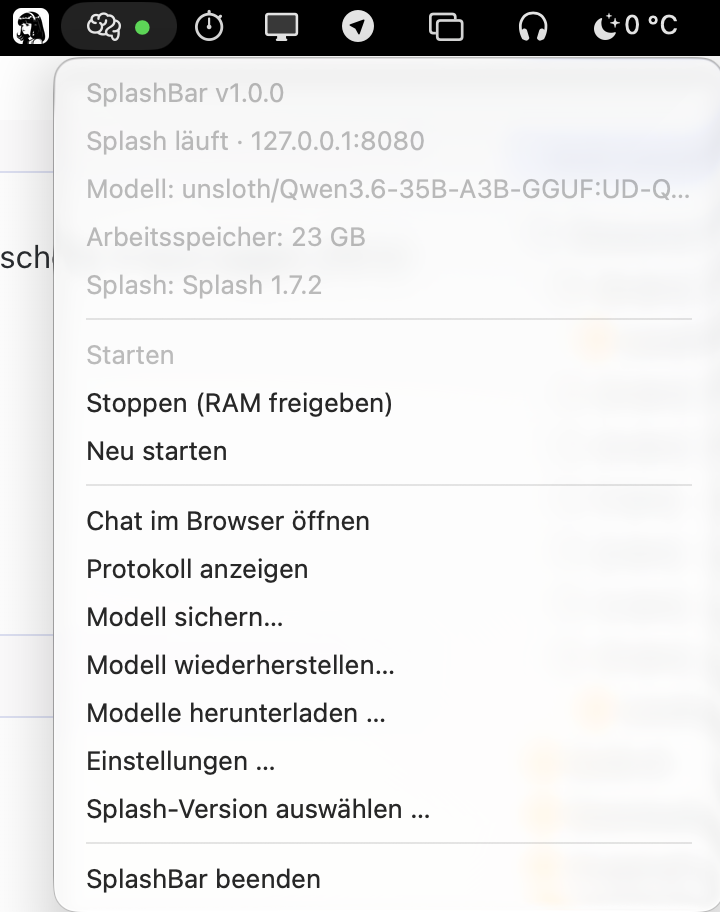 0 °C
SplashBar v1.0.0
Splash läuft · 127.0.0.1:8080
Modell: unsloth/Qwen3.6-35B-A3B-GGUF:UD-Q...
Arbeitsspeicher: 23 GB
Splash: Splash 1.7.2
Starten
Stoppen (RAM freigeben)
Neu starten
Chat im Browser öffnen
Protokoll anzeigen
Modell sichern...
Modell wiederherstellen...
Modelle herunterladen ...
Einstellungen ...
Splash-Version auswählen ...
SplashBar beenden